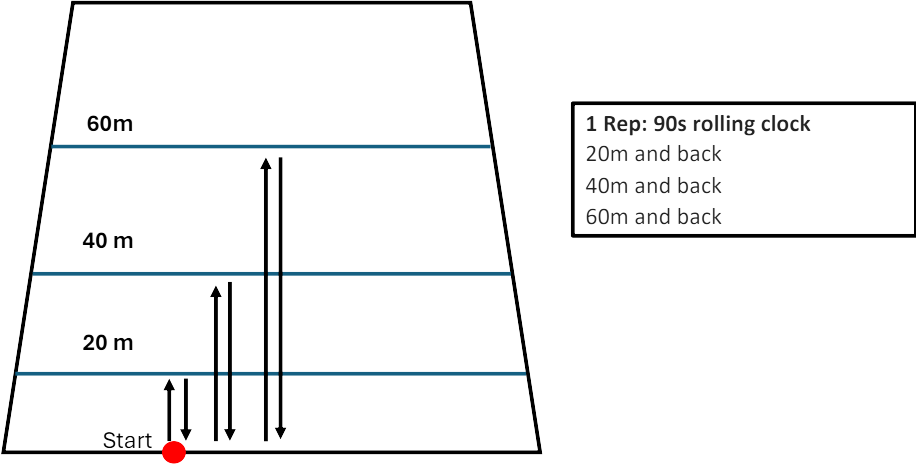 60m
40 m
20 m
Start
1 Rep: 90s rolling clock
20m and back
40m and back
60m and back